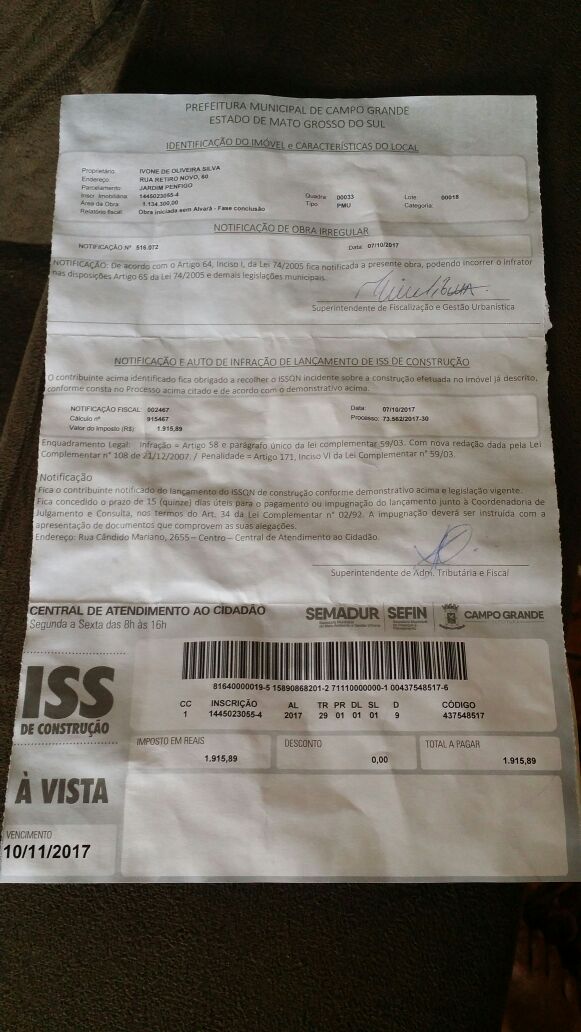 PREFEITURA MUNICIPAL DE CAMPO GRANDE
ESTADO DE MATO GROSSO DO SUL
IDENTIFICAÇÃO DO IMÓVEL e CARACTERÍSTICAS DO LOCAL
Proprietário: IVONE DE OLIVEIRA SILVA
Endereço: RUA RETIRO NOVO, 60
Parcelamento: JARDIM PENFIGO
Inscr. Imobiliária: 1445023055-4 Quadra 00033 Lote 00018
Área da Obra: 1.134.300,00 Tipo PMU Categoria:
Relatório fiscal: Obra iniciada sem Alvará - Fase conclusão
NOTIFICAÇÃO DE OBRA IRREGULAR
NOTIFICAÇÃO Nº 516.072 Data: 07/10/2017
NOTIFICAÇÃO: De acordo com o Artigo 64, Inciso I, da Lei 74/2005 fica notificada a presente obra, podendo incorrer o infrator
nas disposições Artigo 65 da Lei 74/2005 e demais legislações municipais.
Superintendente de Fiscalização e Gestão Urbanística
NOTIFICAÇÃO E AUTO DE INFRAÇÃO DE LANÇAMENTO DE ISS DE CONSTRUÇÃO
O contribuinte acima identificado fica obrigado a recolher o ISSQN incidente sobre a construção efetuada no imóvel já descrito,
conforme consta no Processo acima citado e de acordo com o demonstrativo acima.
NOTIFICAÇÃO FISCAL: 002467 Data: 07/10/2017
Cálculo nº 915467 Processo: 73.562/2017-30
Valor do imposto (R$) 1.915,89
Enquadramento Legal: Infração = Artigo 58 e parágrafo único da lei complementar 59/03. Com nova redação dada pela Lei
Complementar n° 108 de 21/12/2007. / Penalidade = Artigo 171, Inciso VI da Lei Complementar n° 59/03.
Notificação
Fica o contribuinte notificado do lançamento do ISSQN de construção conforme demonstrativo acima e legislação vigente.
Fica concedido o prazo de 15 (quinze) dias úteis para o pagamento ou impugnação do lançamento junto à Coordenadoria de
Julgamento e Consulta, nos termos do Art. 34 da Lei Complementar n° 02/92. A impugnação deverá ser instruída com a
apresentação de documentos que comprovem as suas alegações.
Endereço: Rua Cândido Mariano, 2655 – Centro – Central de Atendimento ao Cidadão.
Superintendente de Adm. Tributária e Fiscal
CENTRAL DE ATENDIMENTO AO CIDADÃO
Segunda a Sexta das 8h às 16h
SEMADUR SEFIN CAMPO GRANDE
81640000019-5 15890868201-2 71110000000-1 00437548517-6
CC INSCRIÇÃO AL TR PR DL SL D CÓDIGO
1 1445023055-4 2017 29 01 01 01 9 437548517
ISS
DE CONSTRUÇÃO
IMPOSTO EM REAIS DESCONTO TOTAL A PAGAR
1.915,89 0,00 1.915,89
À VISTA
VENCIMENTO
10/11/2017